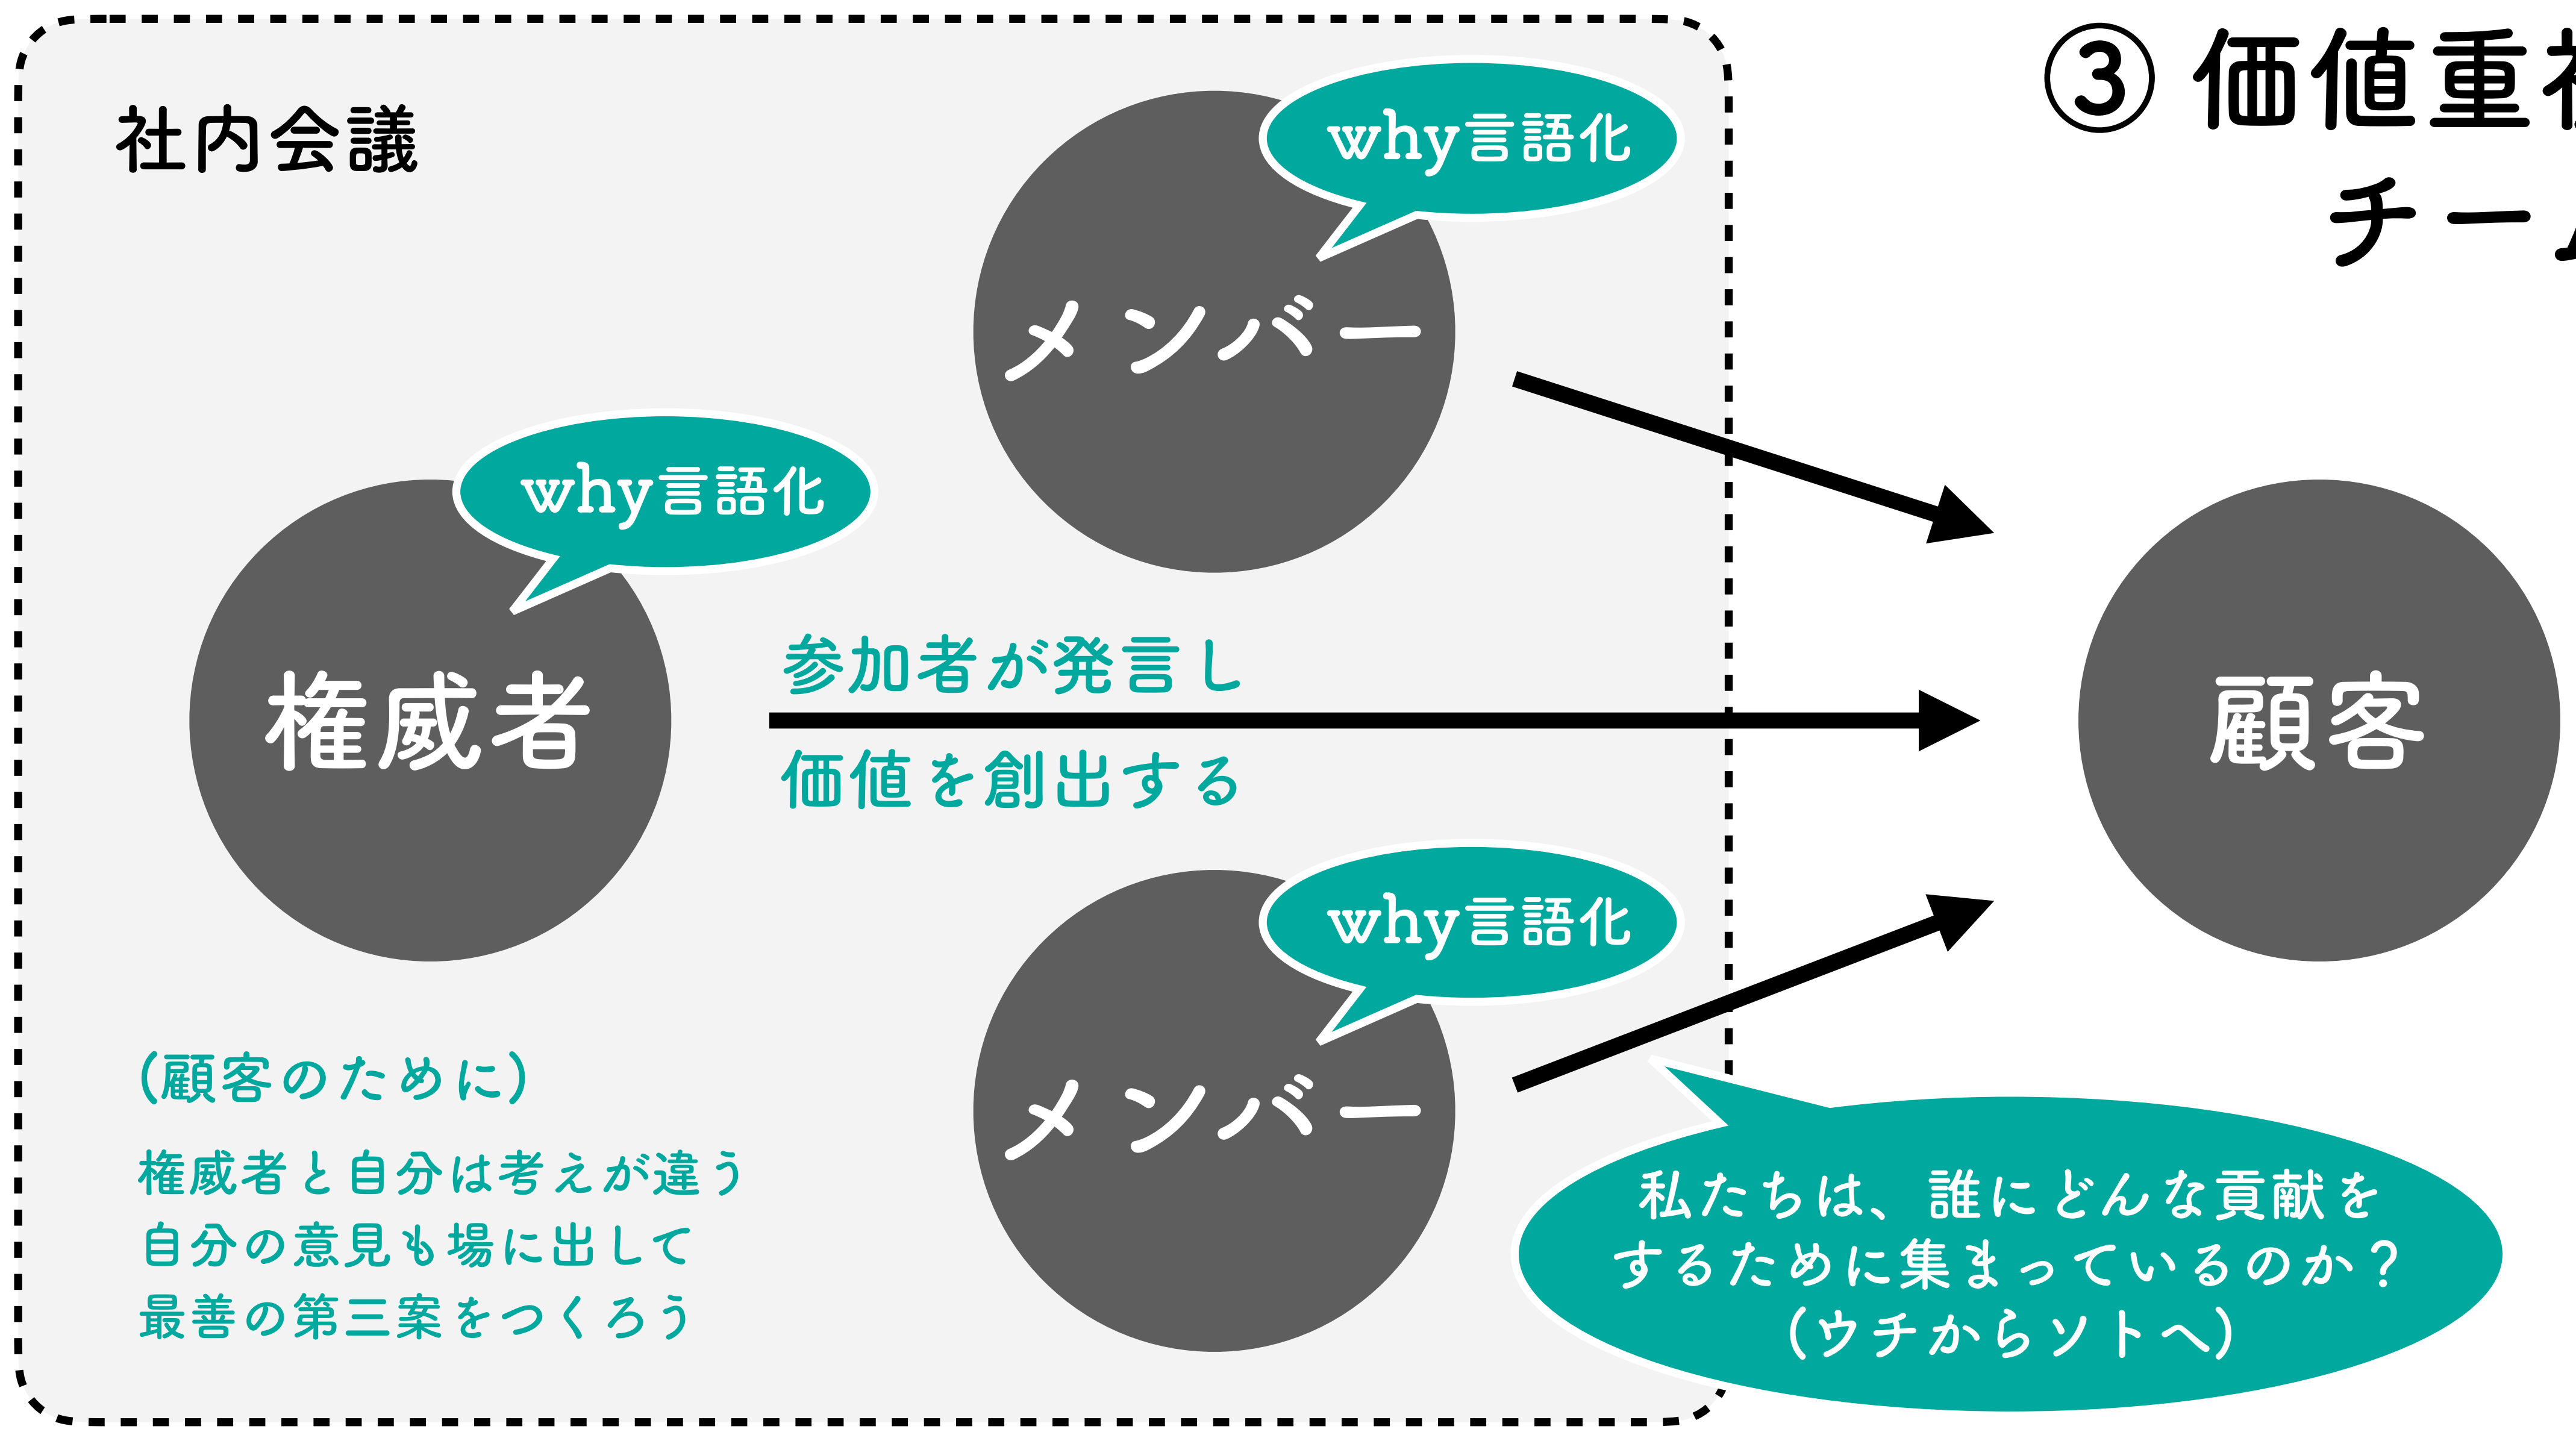 社内会議
③ 価値重
チー
why言語化
メンバー
why言語化
権威者
参加者が発言し
価値を創出する
顧客
why言語化
メンバー
(顧客のために)
権威者と自分は考えが違う
自分の意見も場に出して
最善の第三案をつくろう
私たちは、誰にどんな貢献を
するために集まっているのか?
(ウチからソトへ)